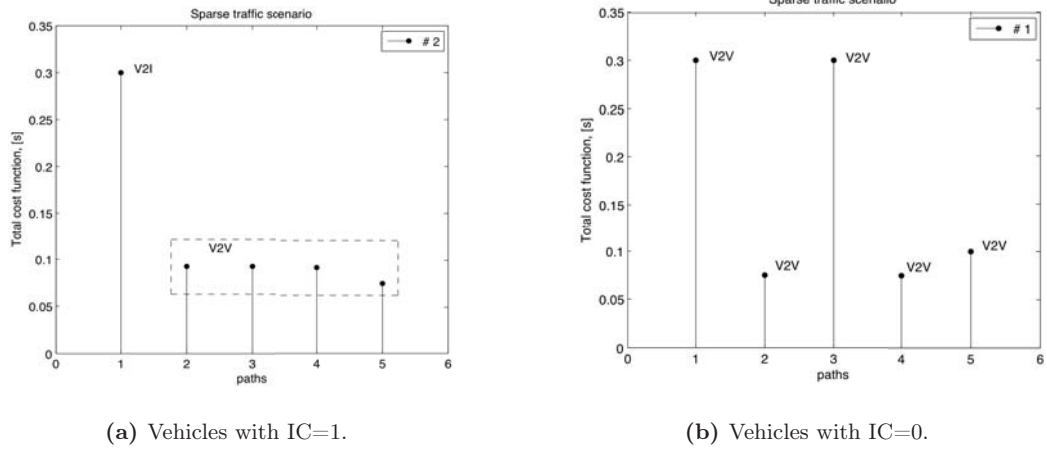 Sparse traffic scenario
# 2
V2I
V2V
Total cost function, [s]
0.35
0.3
0.25
0.2
0.15
0.1
0.05
0
0 1 2 3 4 5 6
paths
(a) Vehicles with IC=1.
Sparse traffic scenario
# 1
V2V
V2V
V2V
V2V
V2V
Total cost function, [s]
0.35
0.3
0.25
0.2
0.15
0.1
0.05
0
0 1 2 3 4 5 6
paths
(b) Vehicles with IC=0.